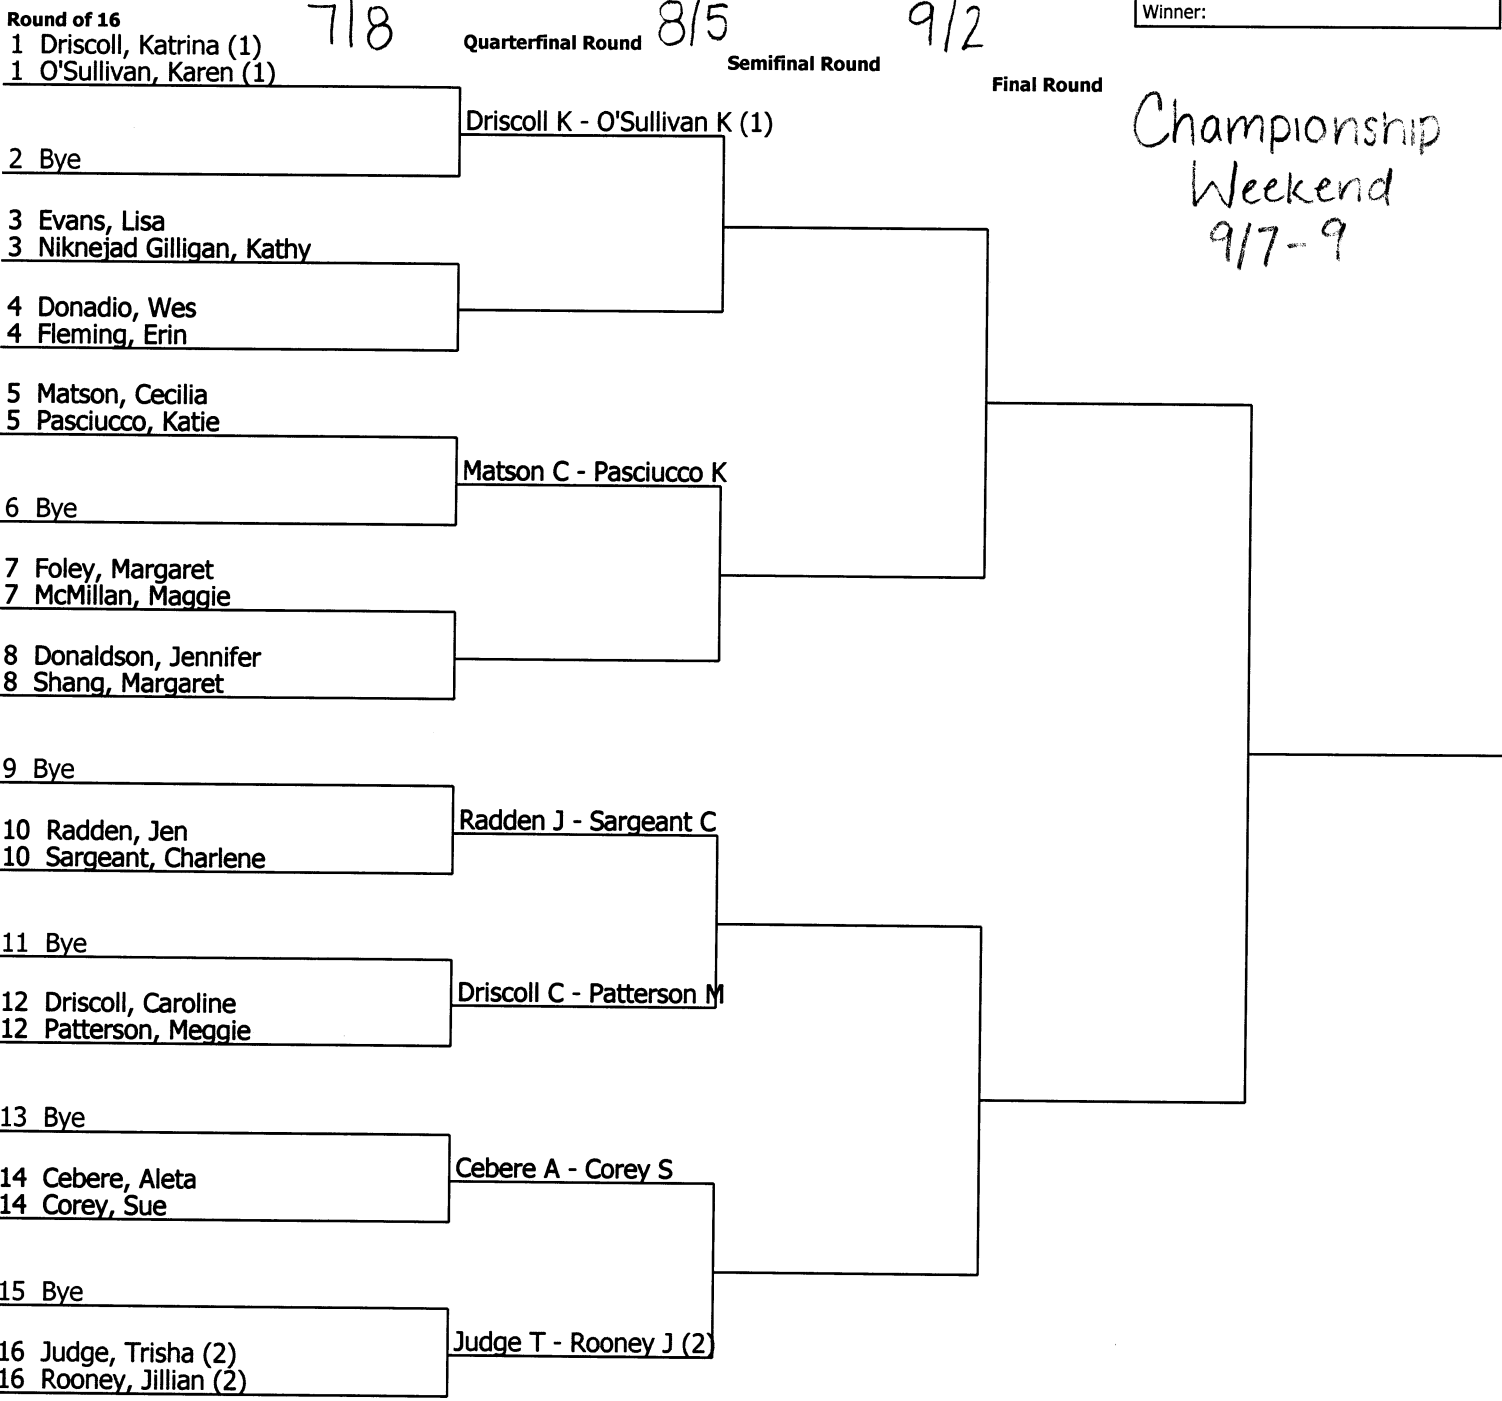 Round of 16
7/8
Quarterfinal Round
8/5
Semifinal Round
9/2
Final Round
Winner:
Championship
Weekend
9/7-9
1 Driscoll, Katrina (1)
1 O'Sullivan, Karen (1)
Driscoll K - O'Sullivan K (1)
2 Bye
3 Evans, Lisa
3 Niknejad Gilligan, Kathy
4 Donadio, Wes
4 Fleming, Erin
5 Matson, Cecilia
5 Pasciucco, Katie
Matson C - Pasciucco K
6 Bye
7 Foley, Margaret
7 McMillan, Maggie
8 Donaldson, Jennifer
8 Shang, Margaret
9 Bye
Radden J - Sargeant C
10 Radden, Jen
10 Sargeant, Charlene
11 Bye
Driscoll C - Patterson M
12 Driscoll, Caroline
12 Patterson, Meggie
13 Bye
Cebere A - Corey S
14 Cebere, Aleta
14 Corey, Sue
15 Bye
Judge T - Rooney J (2)
16 Judge, Trisha (2)
16 Rooney, Jillian (2)